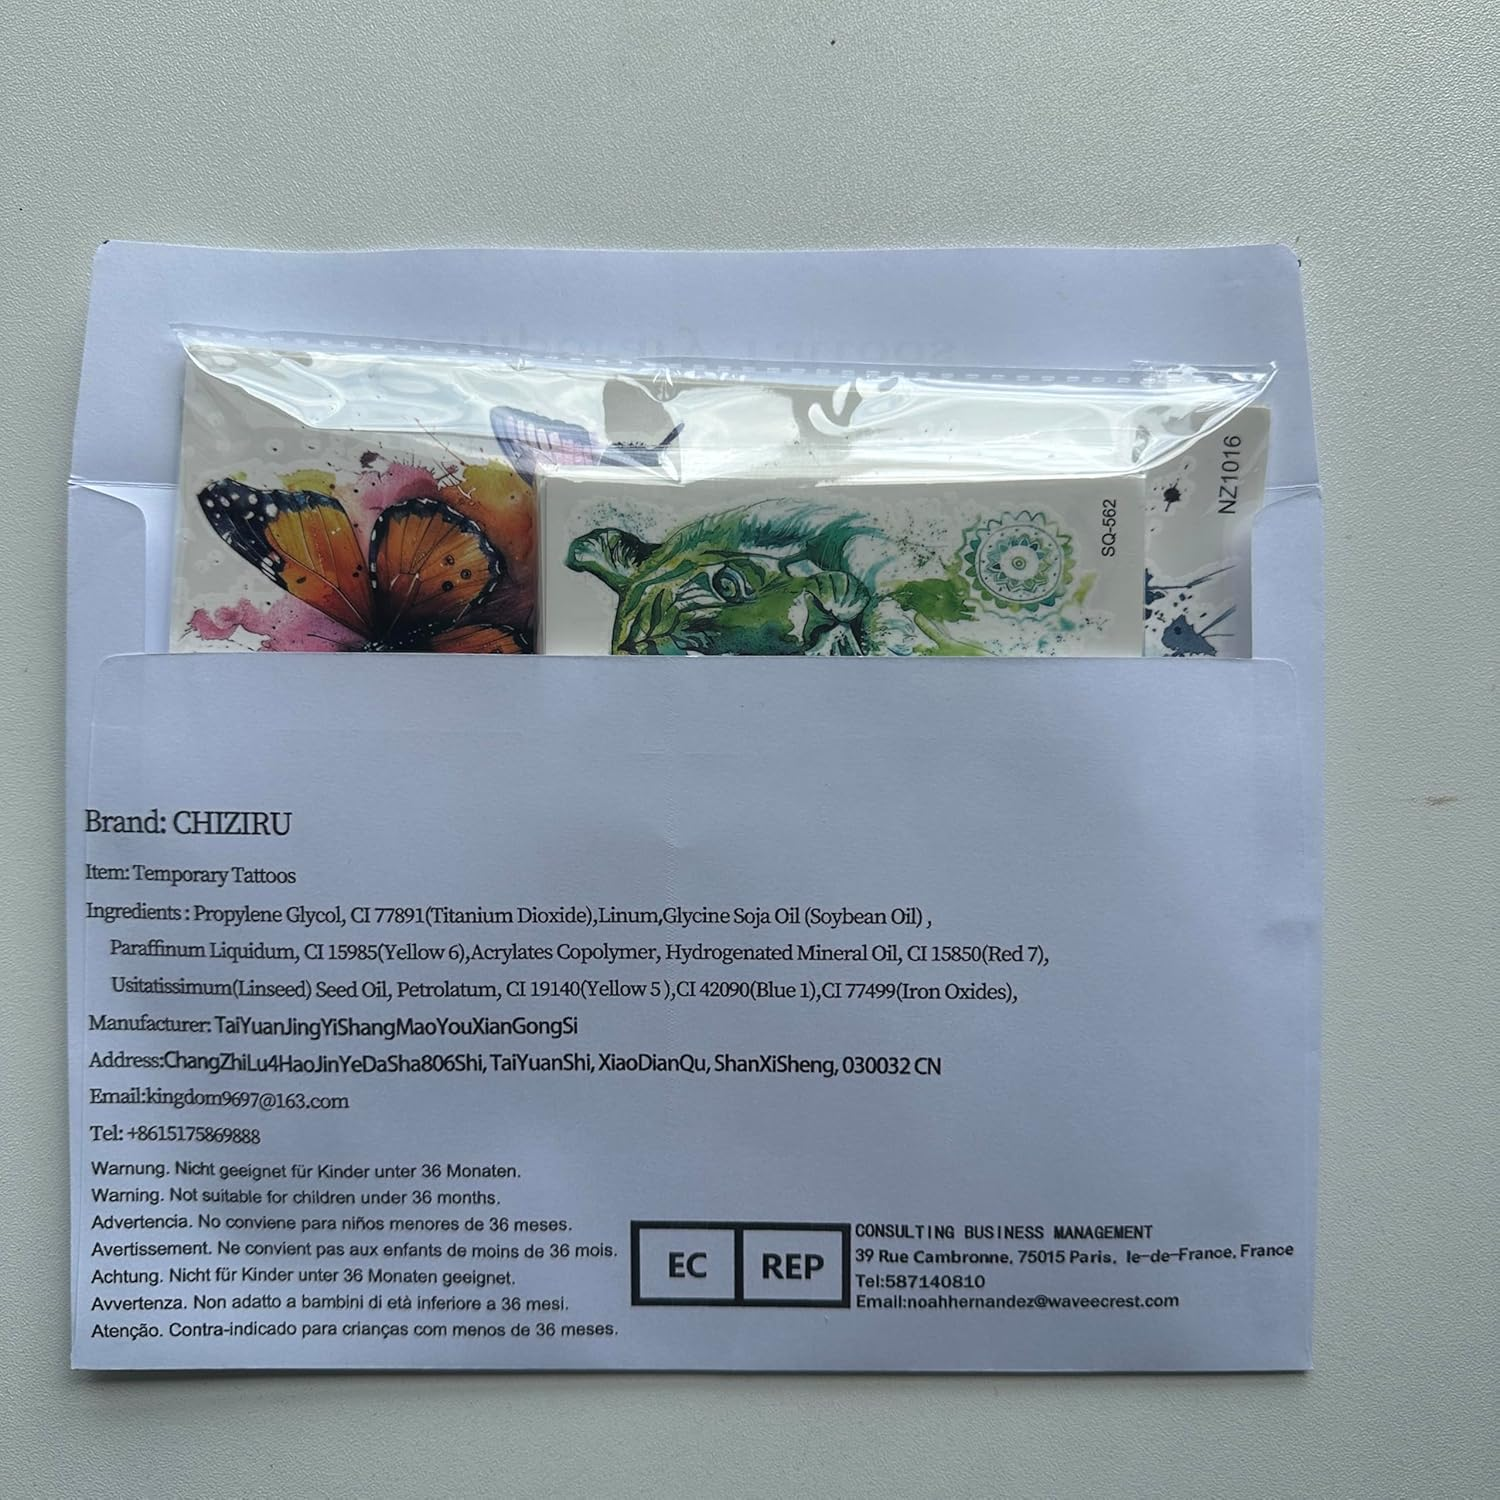 NZ1016
SQ-562
Brand: CHIZIRU
Item: Temporary Tattoos
Ingredients : Propylene Glycol, CI 77891(Titanium Dioxide),Linum,Glycine Soja Oil (Soybean Oil) ,
Paraffinum Liquidum, CI 15985(Yellow 6),Acrylates Copolymer, Hydrogenated Mineral Oil, CI 15850(Red 7),
Usitatissimum(Linseed) Seed Oil, Petrolatum, CI 19140(Yellow 5 ),CI 42090(Blue 1),CI 77499(Iron Oxides),
Manufacturer: TaiYuanJingYiShangMaoYouXianGongSi
Address:ChangZhiLu4HaoJinYeDaSha806Shi, TaiYuanShi, XiaoDianQu, ShanXiSheng, 030032 CN
Email:kingdom9697@163.com
Tel: +8615175869888
Warnung. Nicht geeignet für Kinder unter 36 Monaten.
Warning. Not suitable for children under 36 months.
Advertencia. No conviene para niños menores de 36 meses.
Avertissement. Ne convient pas aux enfants de moins de 36 mois.
Achtung. Nicht für Kinder unter 36 Monaten geeignet.
Avvertenza. Non adatto a bambini di età inferiore a 36 mesi.
Atenção. Contra-indicado para crianças com menos de 36 meses.
EC REP
CONSULTING BUSINESS MANAGEMENT
39 Rue Cambronne, 75015 Paris, le-de-France, France
Tel:587140810
Email:noahhernandez@waveecrest.com